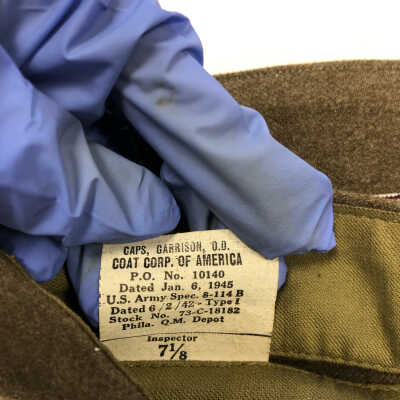 CAPS, GARRISON, O.D.
COAT CORP. OF AMERICA
P.O. No. 10140
Dated Jan. 6, 1945
U.S. Army Spec. 8-114 B
Dated 6/2/42 - Type I
Stock No. 73-C-18182
Phila. Q.M. Depot
Inspector
7⅛